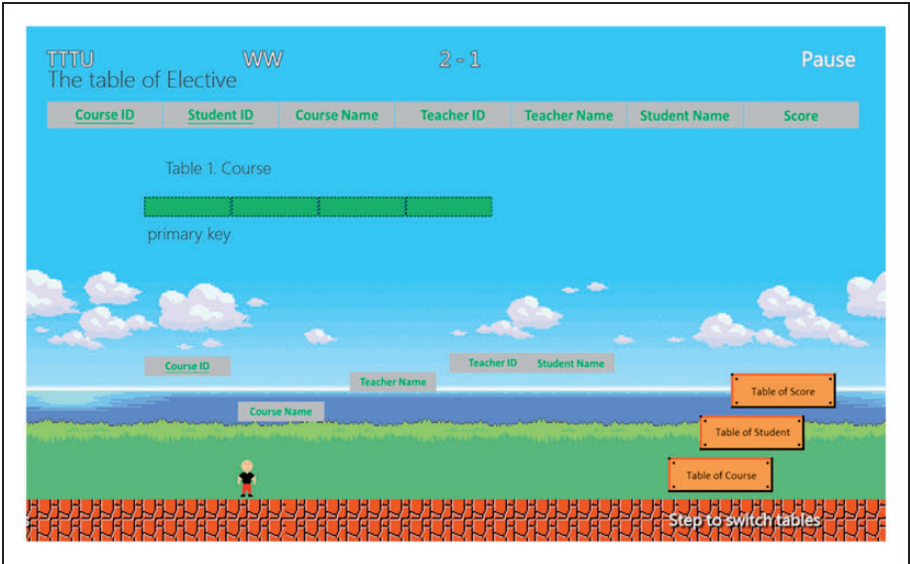 TTTU WW 2 - 1 Pause
The table of Elective
Course ID Student ID Course Name Teacher ID Teacher Name Student Name Score
Table 1. Course
primary key
Course ID
Teacher ID Student Name
Teacher Name
Course Name
Table of Score
Table of Student
Table of Course
Step to switch tables